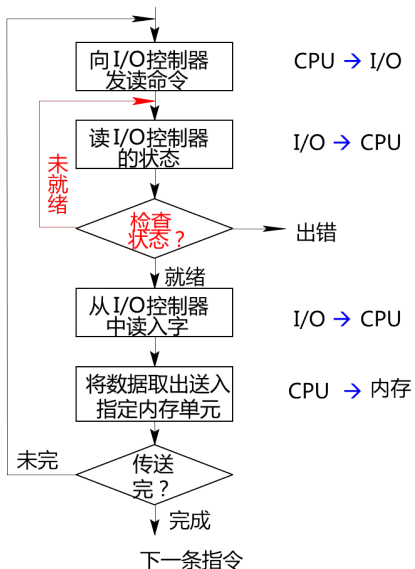 向I/O控制器
发读命令
CPU → I/O
读I/O控制器
的状态
I/O → CPU
未
就
绪
检查
状态？
出错
就绪
从I/O控制器
中读入字
I/O → CPU
将数据取出送入
指定内存单元
CPU → 内存
未完
传送
完？
完成
下一条指令